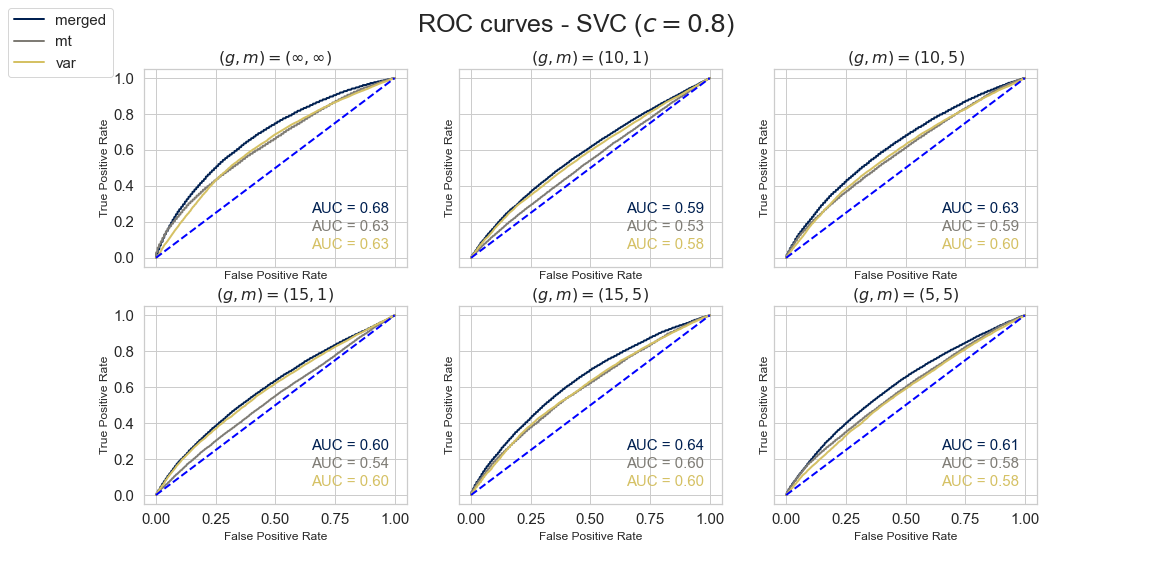 ROC curves - SVC (c = 0.8)
merged
mt
var
(g, m) = (∞, ∞)
True Positive Rate
1.0
0.8
0.6
0.4
0.2
0.0
AUC = 0.68
AUC = 0.63
AUC = 0.63
False Positive Rate
(g, m) = (10, 1)
True Positive Rate
AUC = 0.59
AUC = 0.53
AUC = 0.58
False Positive Rate
(g, m) = (10, 5)
True Positive Rate
AUC = 0.63
AUC = 0.59
AUC = 0.60
False Positive Rate
(g, m) = (15, 1)
True Positive Rate
1.0
0.8
0.6
0.4
0.2
0.0
AUC = 0.60
AUC = 0.54
AUC = 0.60
0.00 0.25 0.50 0.75 1.00
False Positive Rate
(g, m) = (15, 5)
True Positive Rate
AUC = 0.64
AUC = 0.60
AUC = 0.60
0.00 0.25 0.50 0.75 1.00
False Positive Rate
(g, m) = (5, 5)
True Positive Rate
AUC = 0.61
AUC = 0.58
AUC = 0.58
0.00 0.25 0.50 0.75 1.00
False Positive Rate